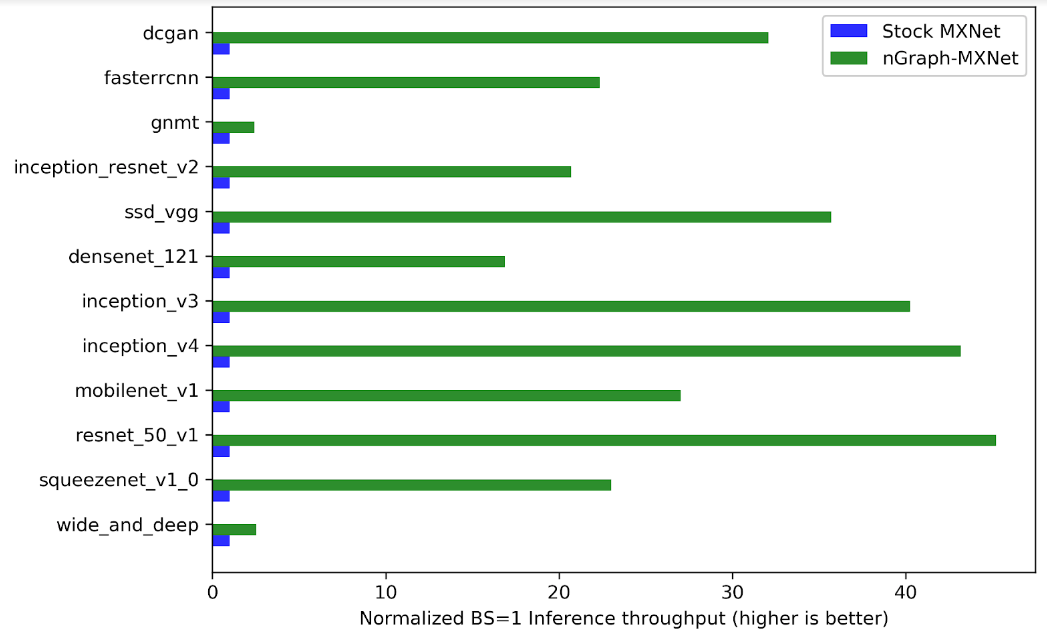 Stock MXNet
nGraph-MXNet
dcgan
fasterrcnn
gnmt
inception_resnet_v2
ssd_vgg
densenet_121
inception_v3
inception_v4
mobilenet_v1
resnet_50_v1
squeezenet_v1_0
wide_and_deep
0 10 20 30 40
Normalized BS=1 Inference throughput (higher is better)